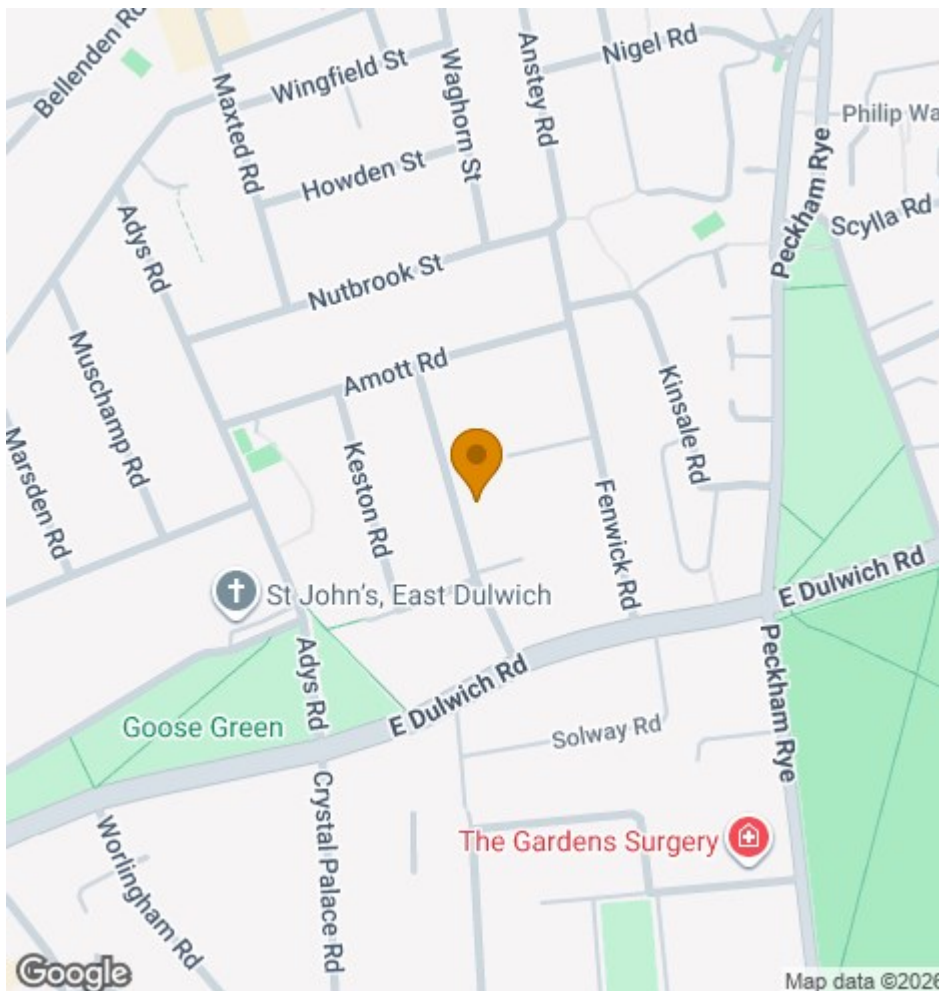 Bellenden Rd
Wingfield St
Maxted Rd
Waghorn St
Anstey Rd
Nigel Rd
Peckham Rye
Philip Wa
Howden St
Scylla Rd
Adys Rd
Nutbrook St
Muschamp Rd
Amott Rd
Kinsale Rd
Marsden Rd
Keston Rd
Fenwick Rd
St John's, East Dulwich
E Dulwich Rd
Adys Rd
Peckham Rye
Goose Green
E Dulwich Rd
Solway Rd
Crystal Palace Rd
The Gardens Surgery
Worlingham Rd
Google
Map data ©2026